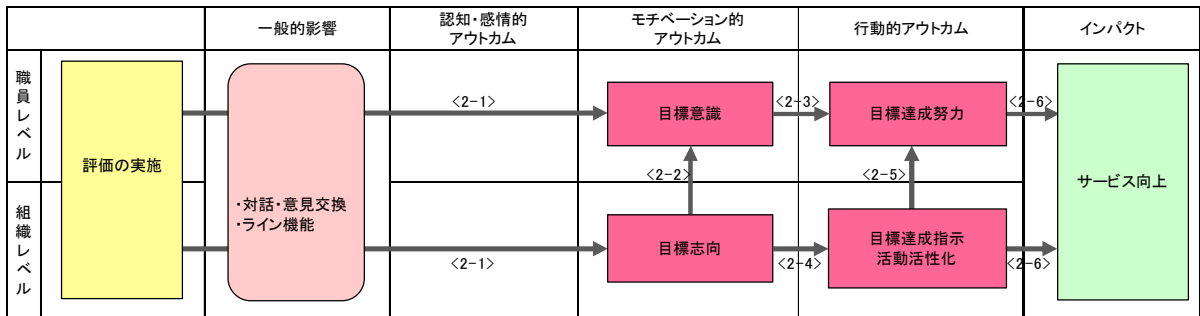 一般的影響
認知・感情的
アウトカム
モチベーション的
アウトカム
行動的アウトカム
インパクト
職員レベル
組織レベル
評価の実施
・対話・意見交換
・ライン機能
<2-1>
目標意識
<2-3>
目標達成努力
<2-6>
<2-2>
<2-5>
サービス向上
<2-1>
目標志向
<2-4>
目標達成指示
活動活性化
<2-6>